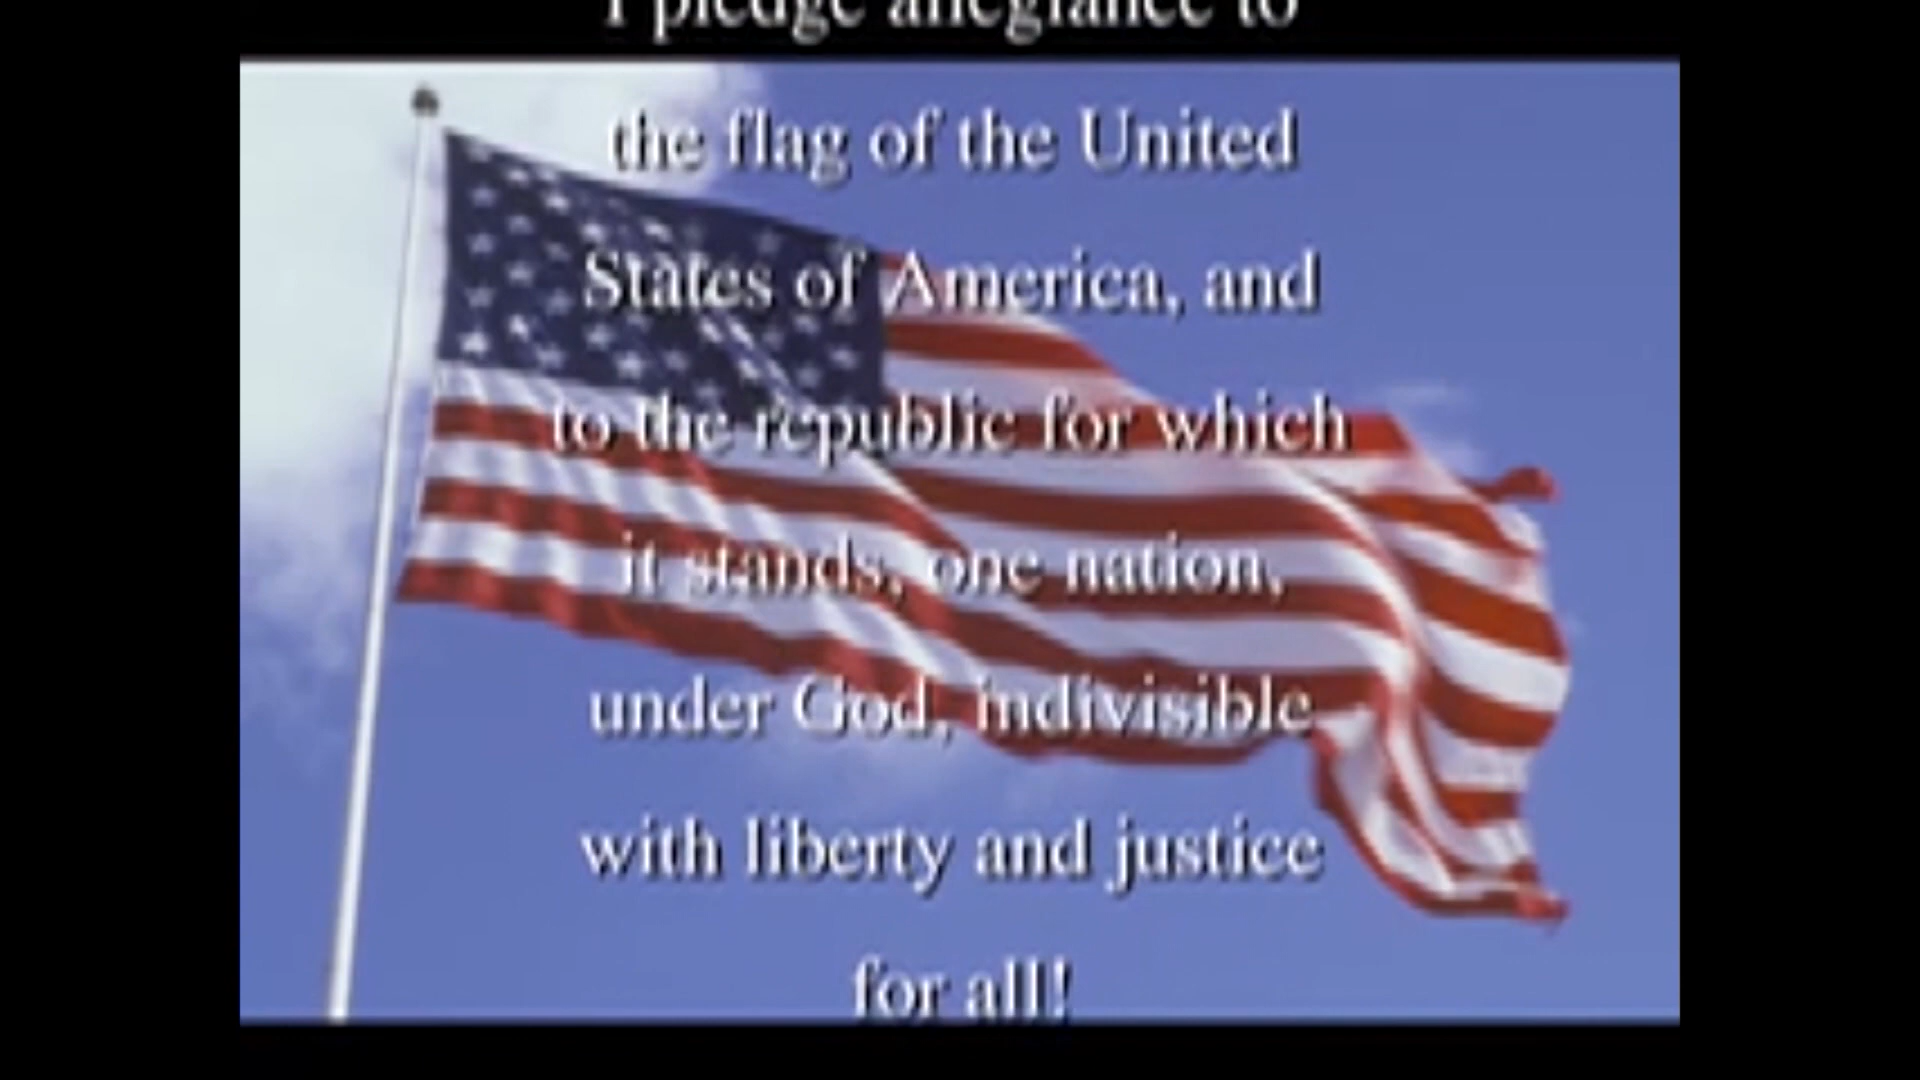 I pledge allegiance to
the flag of the United
States of America, and
to the republic for which
it stands, one nation,
under God, indivisible
with liberty and justice
for all!